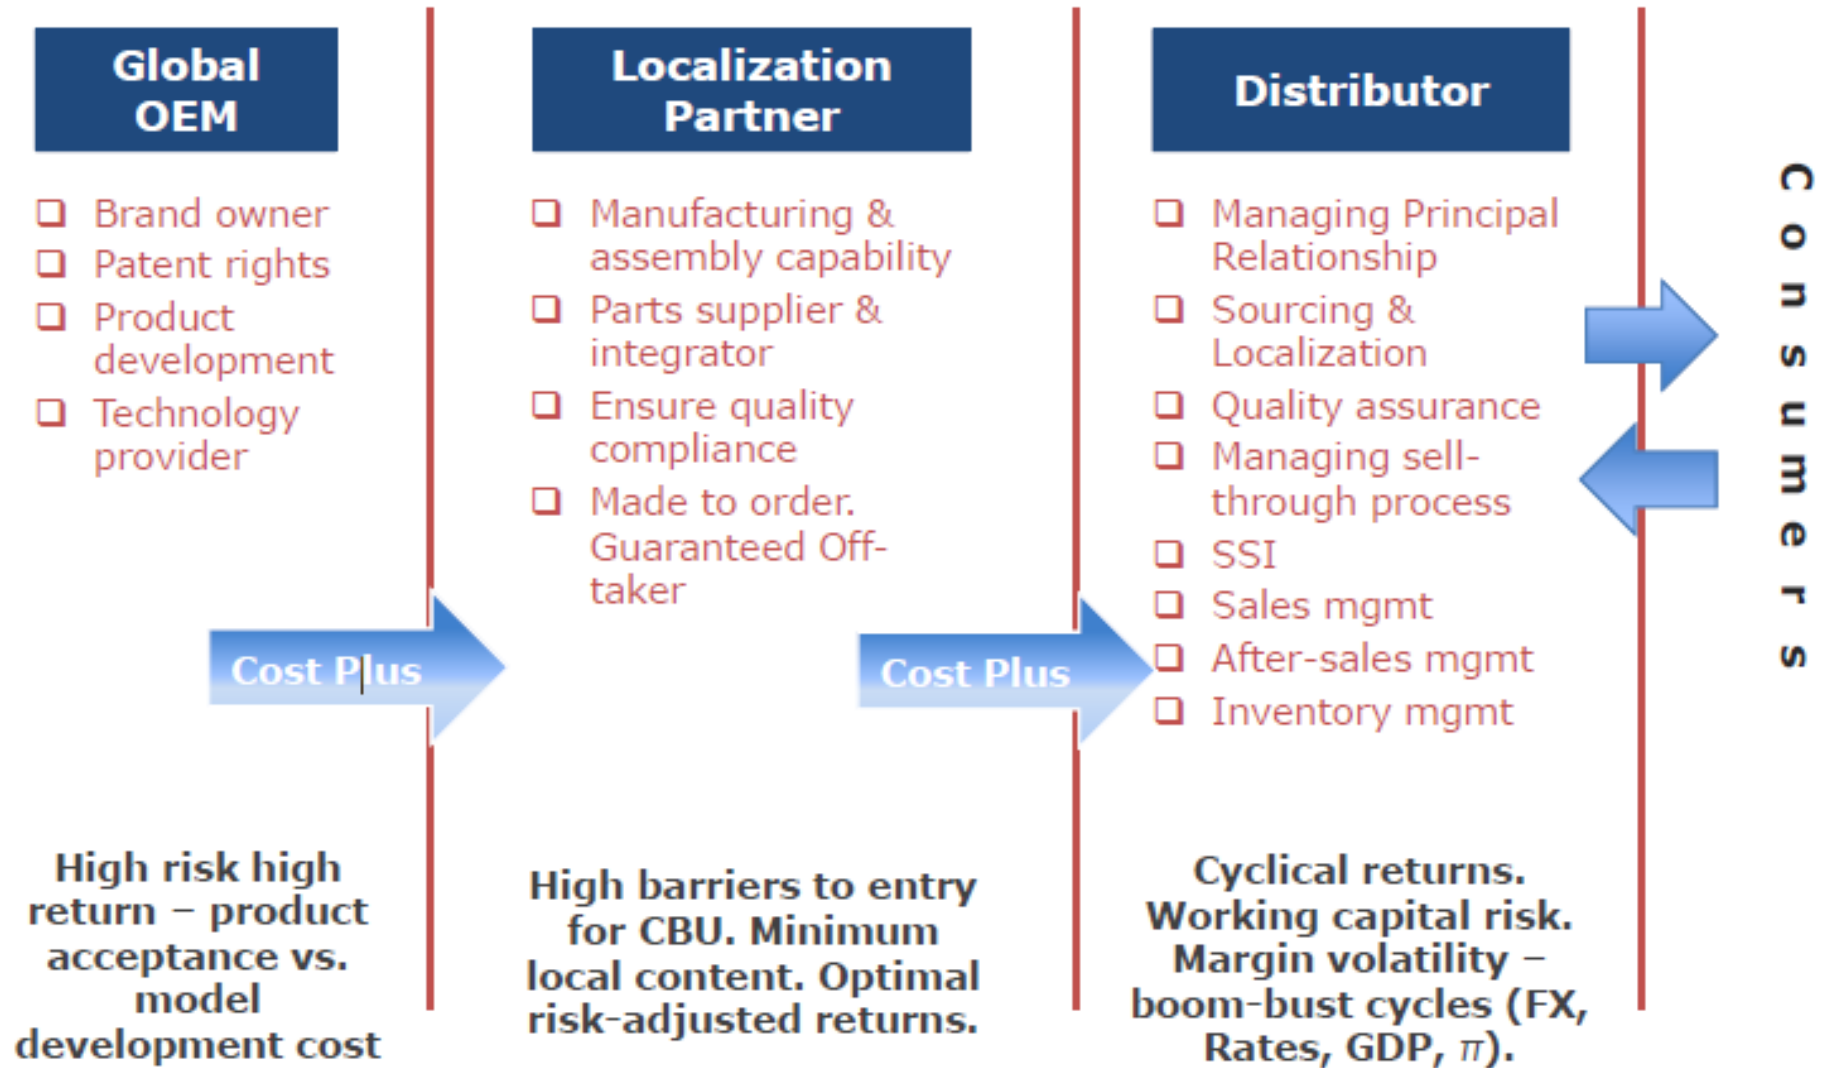 Global
OEM
Brand owner
Patent rights
Product
development
Technology
provider
Cost Plus
High risk high
return – product
acceptance vs.
model
development cost
Localization
Partner
Manufacturing &
assembly capability
Parts supplier &
integrator
Ensure quality
compliance
Made to order.
Guaranteed Off-
taker
Cost Plus
High barriers to entry
for CBU. Minimum
local content. Optimal
risk-adjusted returns.
Distributor
Managing Principal
Relationship
Sourcing &
Localization
Quality assurance
Managing sell-
through process
SSI
Sales mgmt
After-sales mgmt
Inventory mgmt
Cyclical returns.
Working capital risk.
Margin volatility –
boom-bust cycles (FX,
Rates, GDP, π).
Consumers